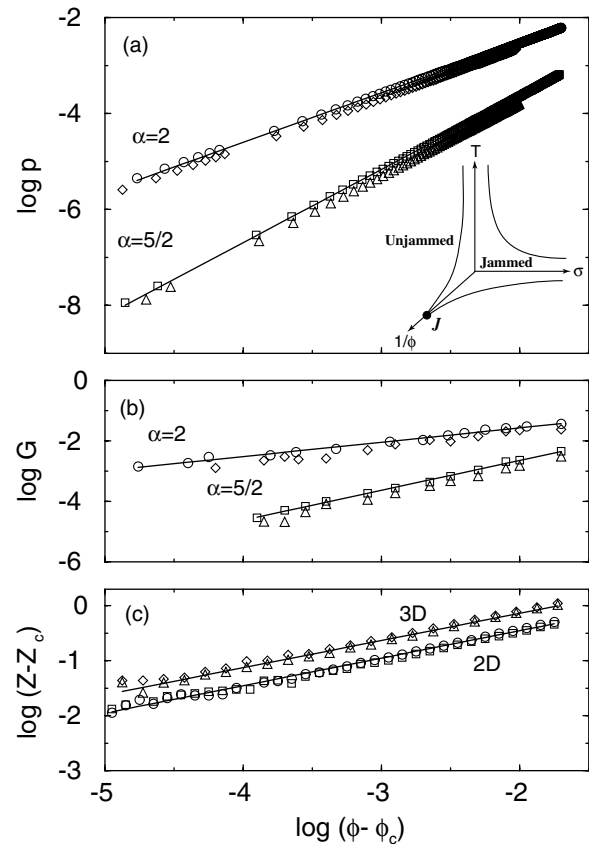 (a)
-2
-4
-6
-8
log p
α=2
α=5/2
T
Unjammed
Jammed
σ
J
1/ϕ
(b)
0
-2
-4
-6
log G
α=2
α=5/2
(c)
0
-1
-2
-3
log (Z-Z_c)
3D
2D
-5 -4 -3 -2
log (ϕ- ϕ_c)